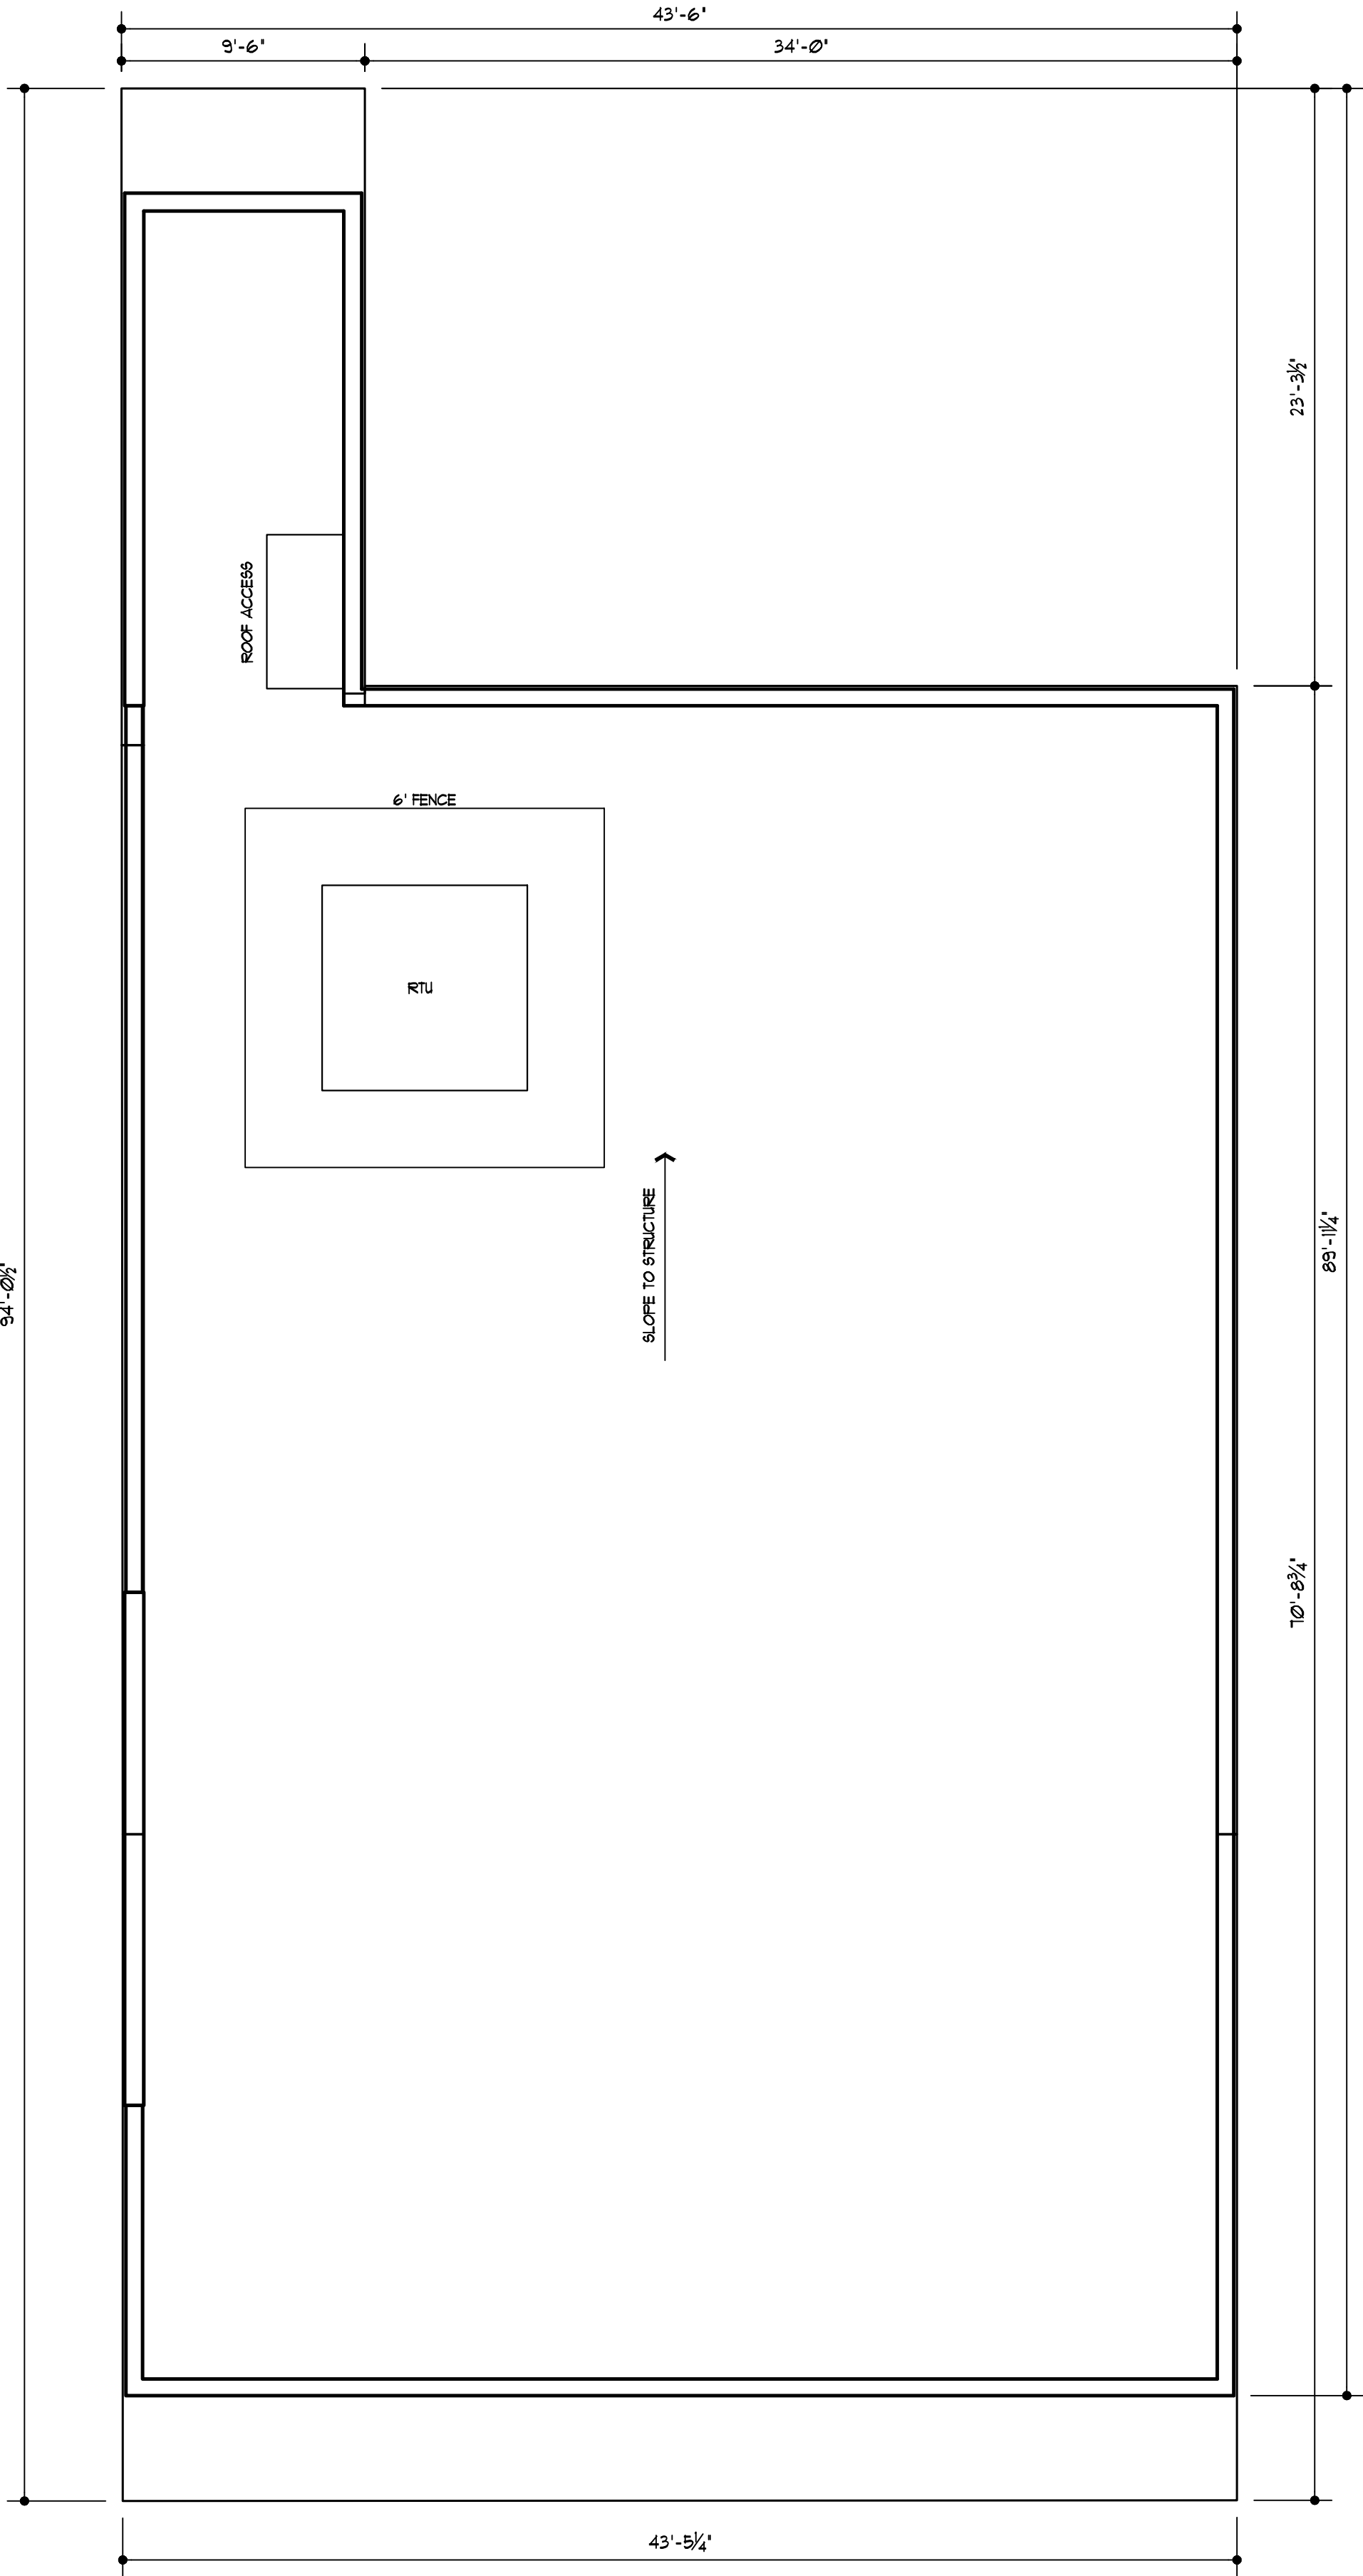 43'-6"
9'-6"
34'-0"
23'-3½"
ROOF ACCESS
6' FENCE
RTU
SLOPE TO STRUCTURE
89'-11¼"
94'-0½"
70'-8¾"
43'-5¼"